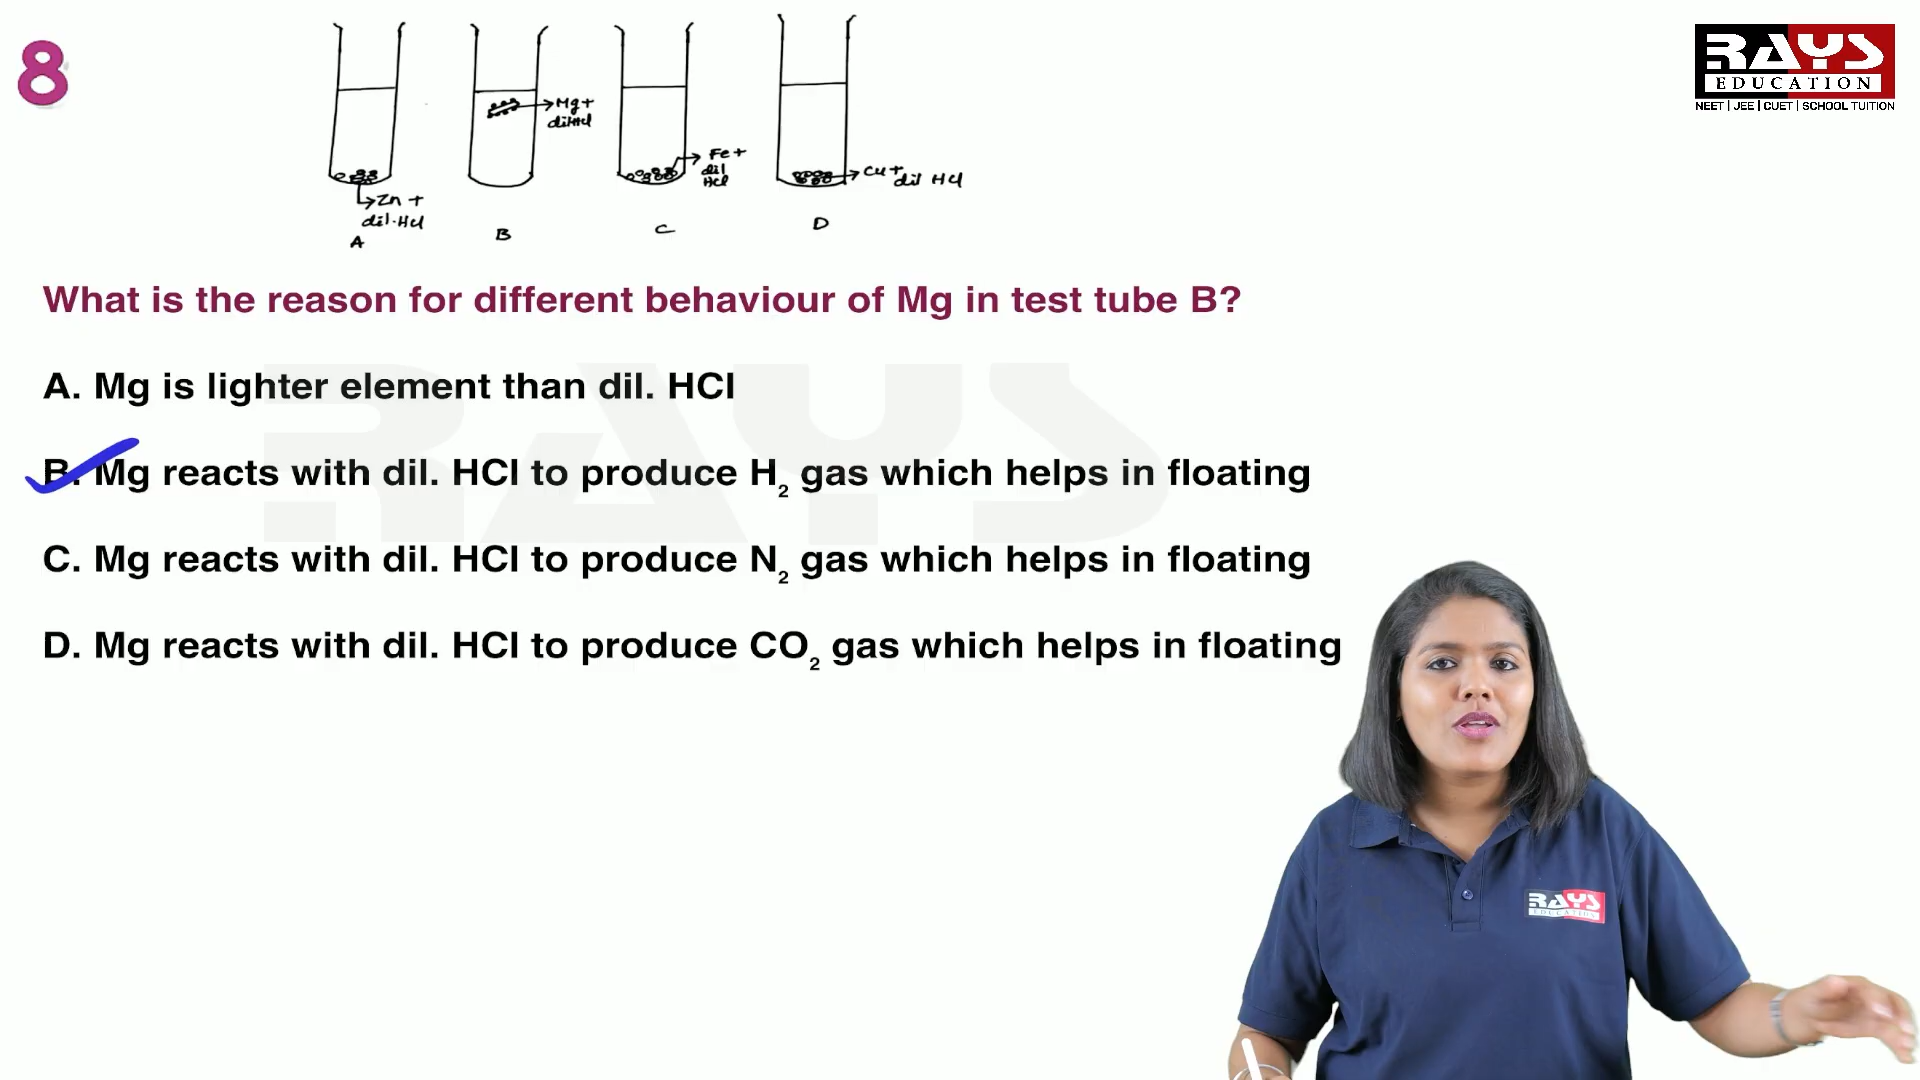 8
RAYS
EDUCATION
NEET | JEE | CUET | SCHOOL TUITION
Mg+
dil HCl
Fe+
dil
HCl
Cu+
dil HCl
Zn +
dil. HCl
A
B
C
D
What is the reason for different behaviour of Mg in test tube B?
A. Mg is lighter element than dil. HCl
B. Mg reacts with dil. HCl to produce H₂ gas which helps in floating
C. Mg reacts with dil. HCl to produce N₂ gas which helps in floating
D. Mg reacts with dil. HCl to produce CO₂ gas which helps in floating
RAYS
RAYS
EDUCATION